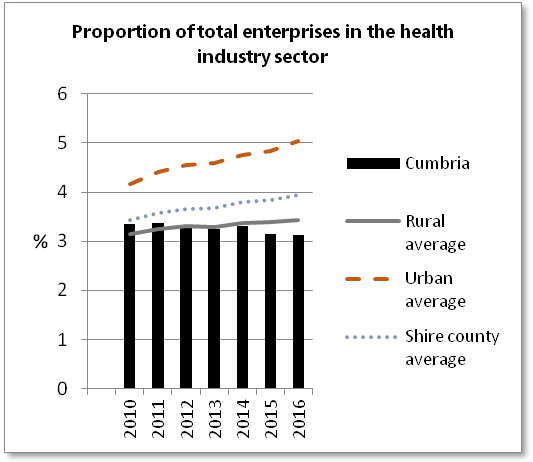 Proportion of total enterprises in the health
industry sector
6
5
4
3
2
1
0
%
2010
2011
2012
2013
2014
2015
2016
Cumbria
Rural
average
Urban
average
Shire county
average